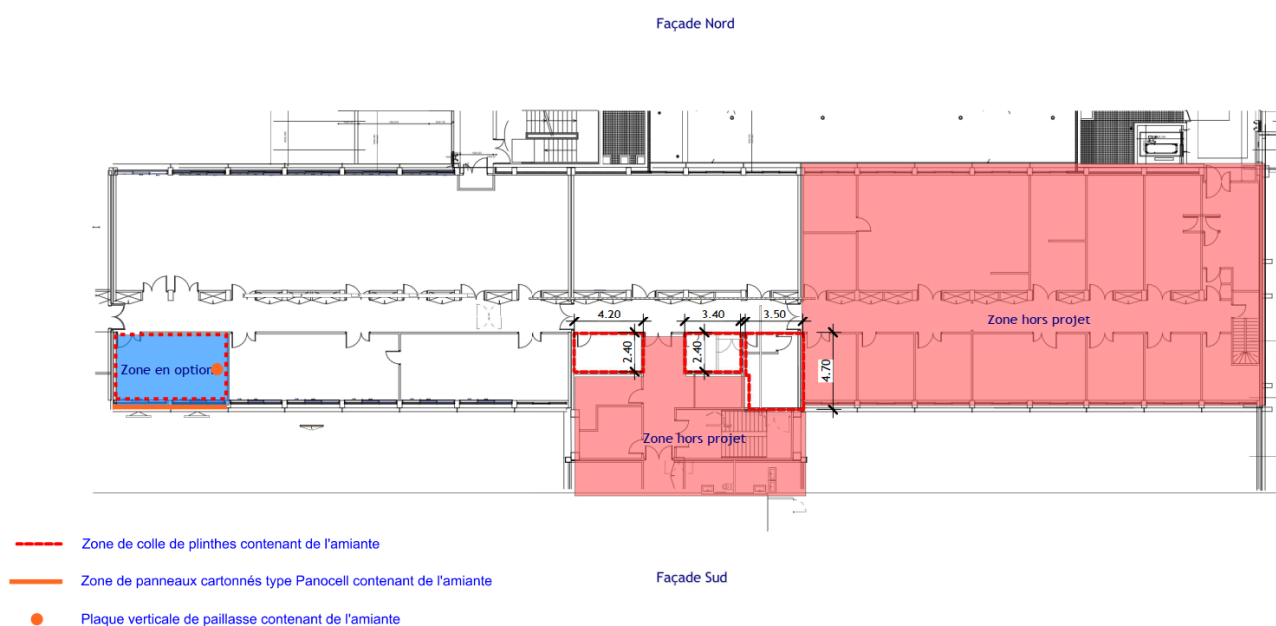 Façade Nord
4.20
3.40
3.50
Zone hors projet
2.40
2.40
4.70
Zone en option
Zone hors projet
Zone de colle de plinthes contenant de l'amiante
Zone de panneaux cartonnés type Panocell contenant de l'amiante
Façade Sud
Plaque verticale de paillasse contenant de l'amiante